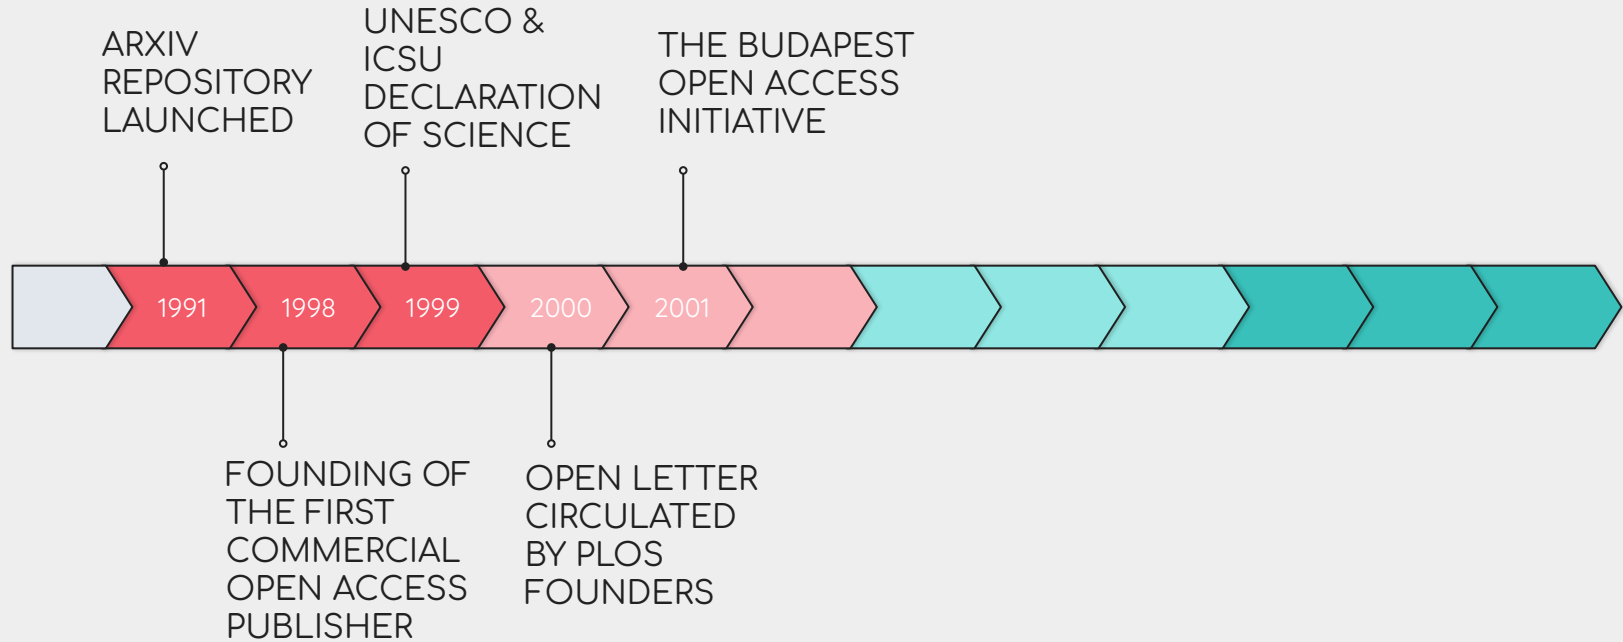 ARXIV
REPOSITORY
LAUNCHED
UNESCO &
ICSU
DECLARATION
OF SCIENCE
THE BUDAPEST
OPEN ACCESS
INITIATIVE
1991
1998
1999
2000
2001
FOUNDING OF
THE FIRST
COMMERCIAL
OPEN ACCESS
PUBLISHER
OPEN LETTER
CIRCULATED
BY PLOS
FOUNDERS